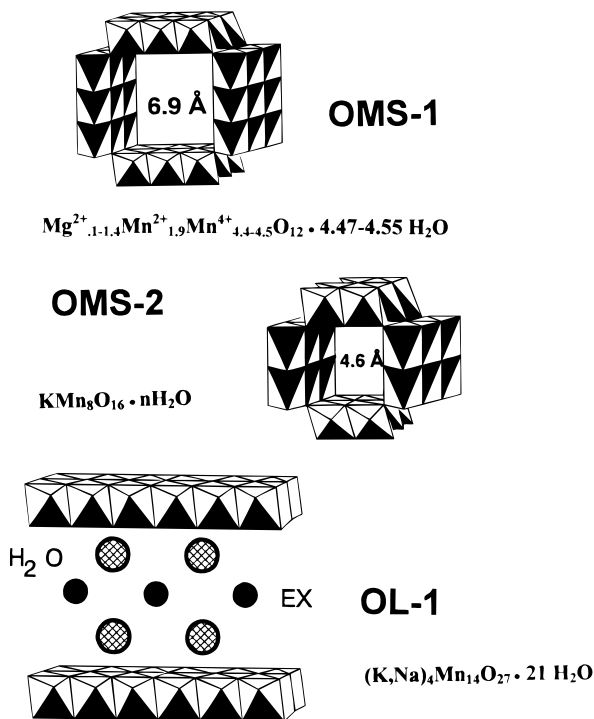 6.9 Å
OMS-1
Mg²⁺.1-1.4Mn²⁺1.9Mn⁴⁺4.4-4.5O₁₂ • 4.47-4.55 H₂O
OMS-2
4.6 Å
KMn₈O₁₆ • nH₂O
H₂O
EX
OL-1
(K,Na)₄Mn₁₄O₂₇ • 21 H₂O